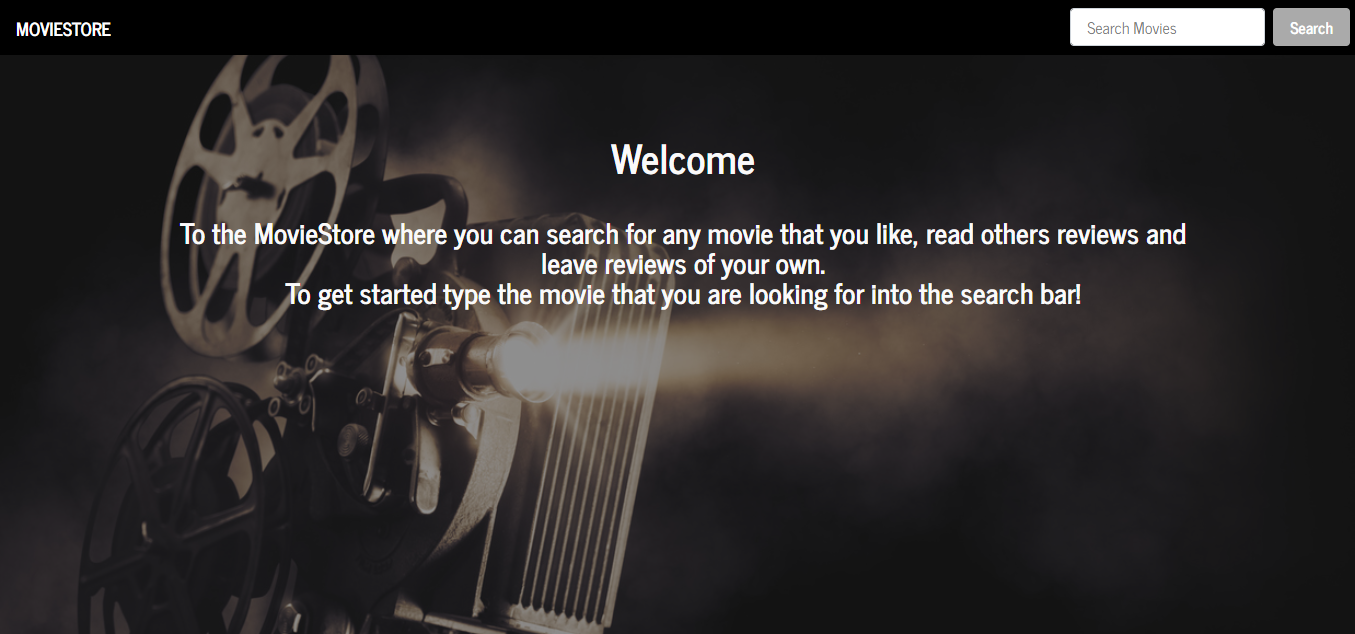 MOVIESTORE
Search Movies
Search
Welcome
To the MovieStore where you can search for any movie that you like, read others reviews and
leave reviews of your own.
To get started type the movie that you are looking for into the search bar!